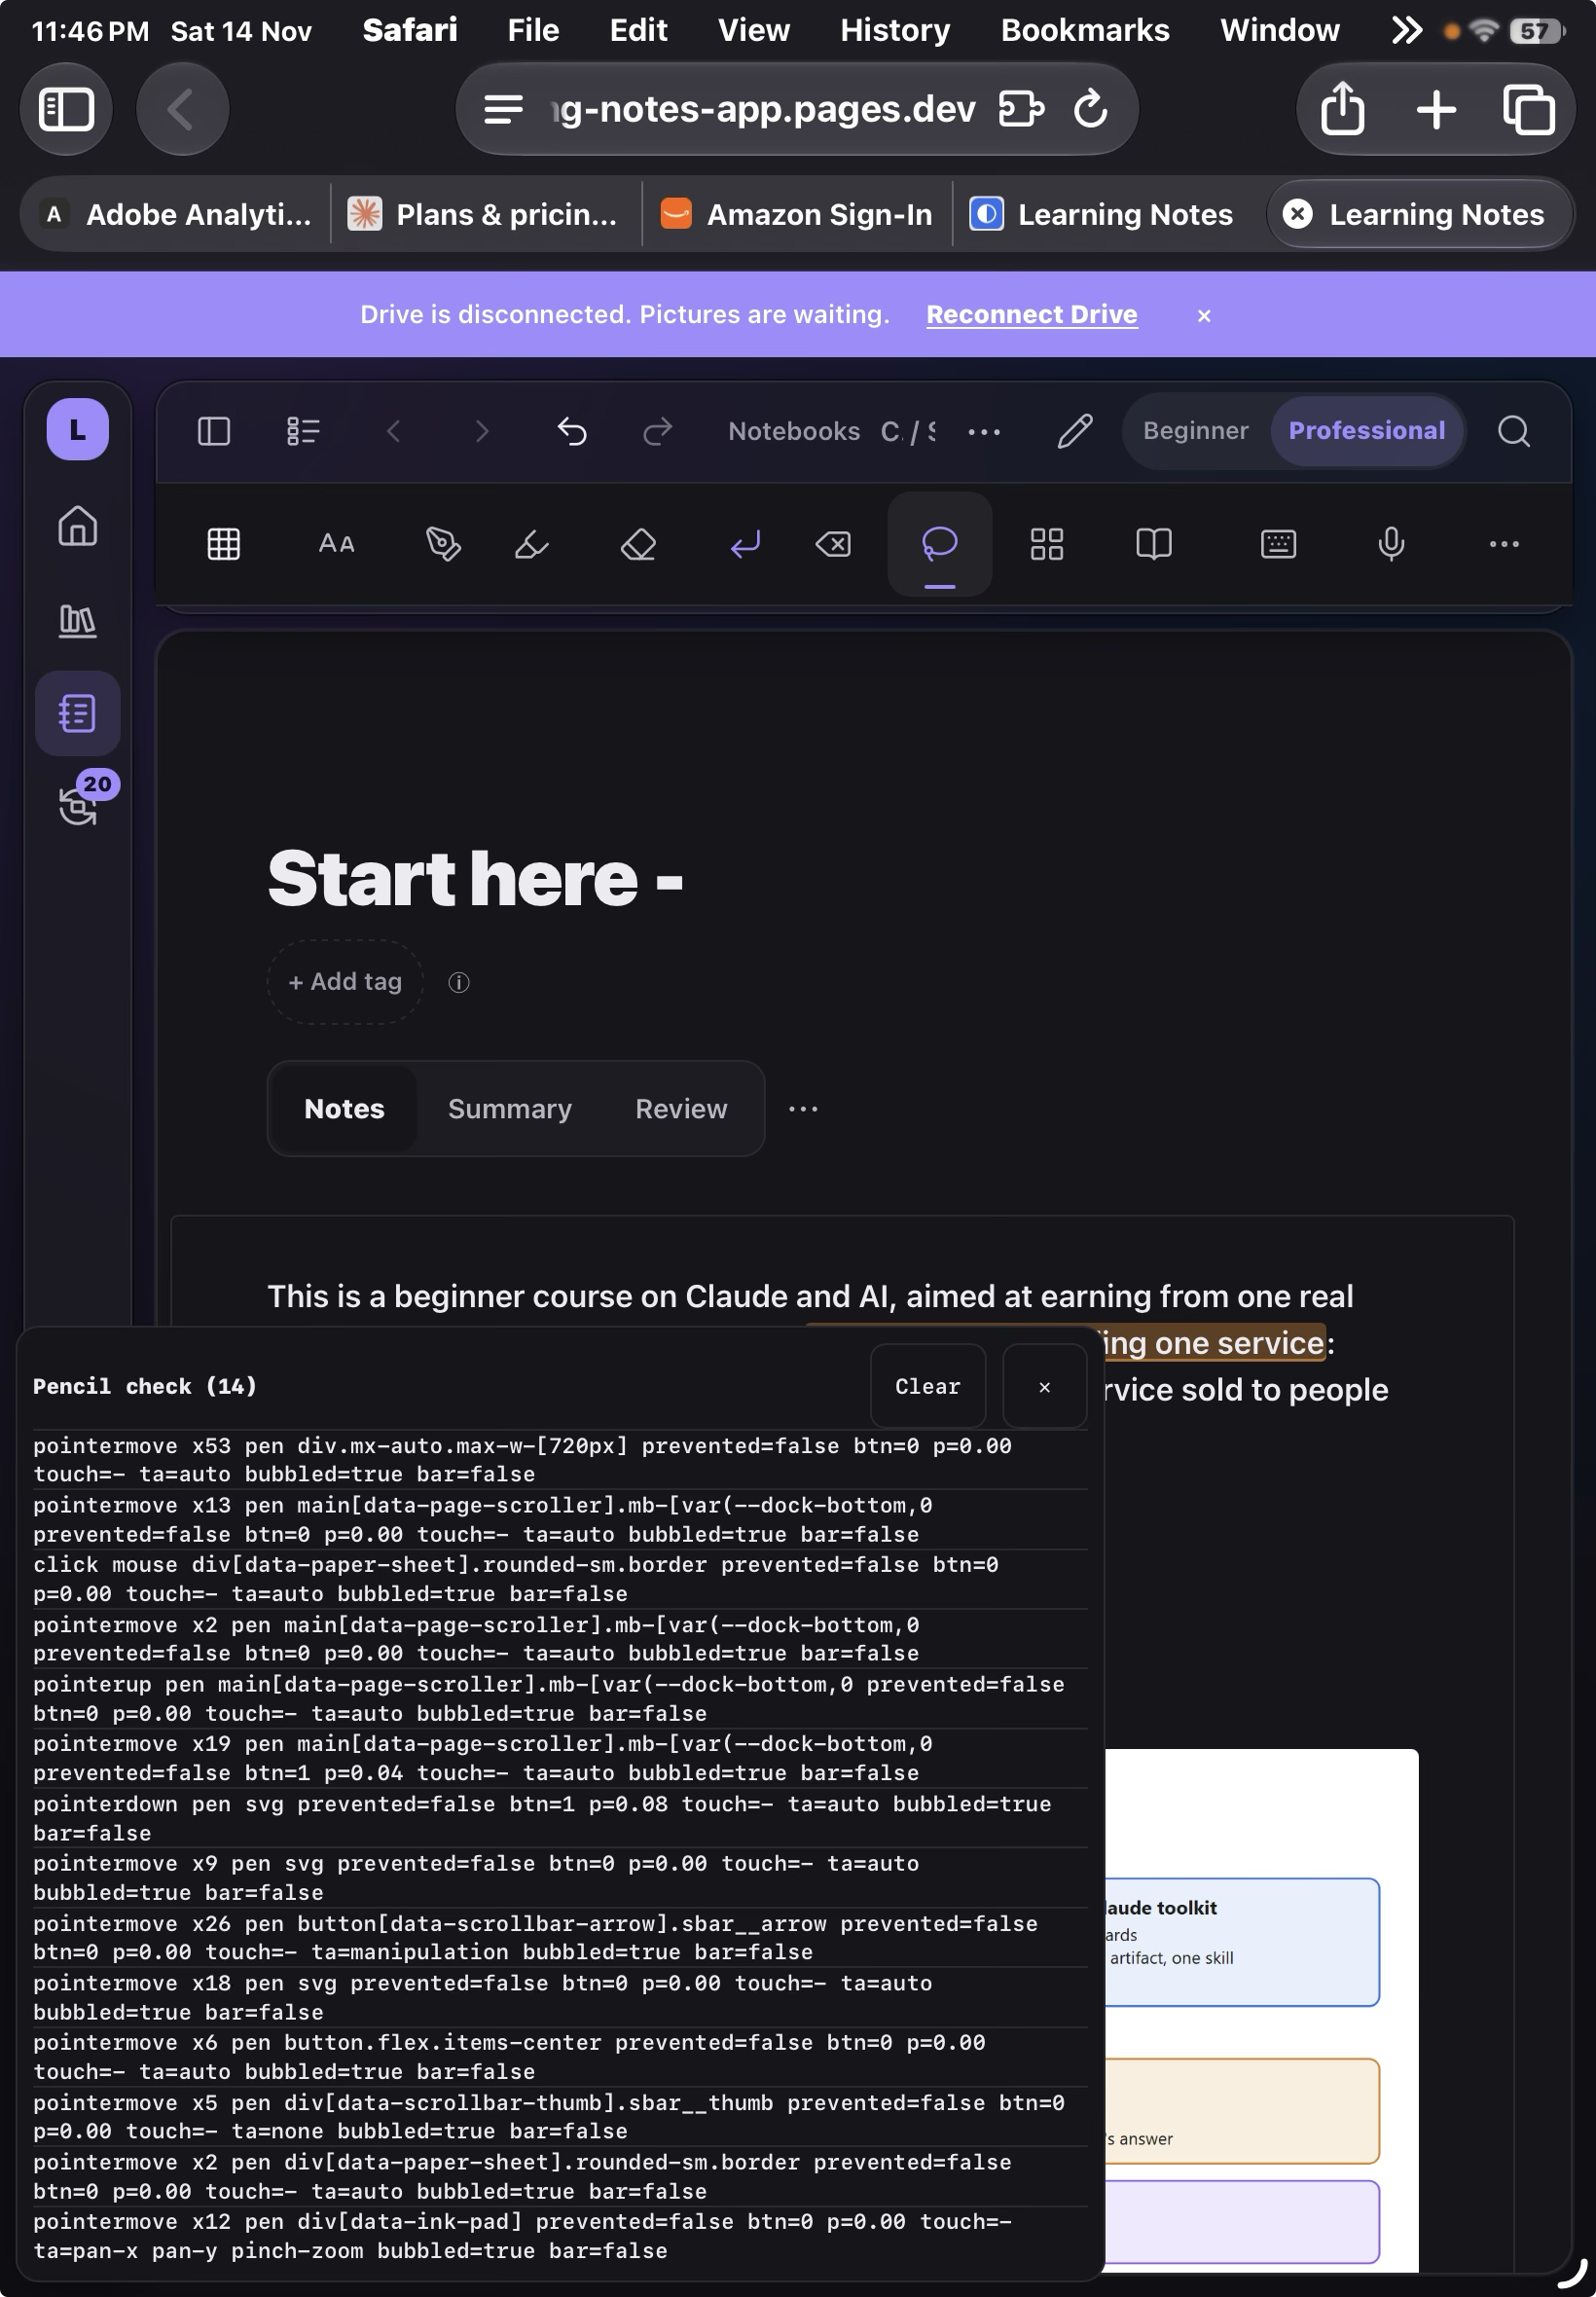 11:46 PM Sat 14 Nov Safari File Edit View History Bookmarks Window 57
g-notes-app.pages.dev
A Adobe Analyti... Plans & pricin... Amazon Sign-In Learning Notes Learning Notes
Drive is disconnected. Pictures are waiting. Reconnect Drive ×
L Notebooks C / Beginner Professional
AA
20
Start here -
+ Add tag
Notes Summary Review
This is a beginner course on Claude and AI, aimed at earning from one real
ing one service:
rvice sold to people
Pencil check (14) Clear ×
pointermove x53 pen div.mx-auto.max-w-[720px] prevented=false btn=0 p=0.00
touch=- ta=auto bubbled=true bar=false
pointermove x13 pen main[data-page-scroller].mb-[var(--dock-bottom,0
prevented=false btn=0 p=0.00 touch=- ta=auto bubbled=true bar=false
click mouse div[data-paper-sheet].rounded-sm.border prevented=false btn=0
p=0.00 touch=- ta=auto bubbled=true bar=false
pointermove x2 pen main[data-page-scroller].mb-[var(--dock-bottom,0
prevented=false btn=0 p=0.00 touch=- ta=auto bubbled=true bar=false
pointerup pen main[data-page-scroller].mb-[var(--dock-bottom,0 prevented=false
btn=0 p=0.00 touch=- ta=auto bubbled=true bar=false
pointermove x19 pen main[data-page-scroller].mb-[var(--dock-bottom,0
prevented=false btn=1 p=0.04 touch=- ta=auto bubbled=true bar=false
pointerdown pen svg prevented=false btn=1 p=0.08 touch=- ta=auto bubbled=true
bar=false
pointermove x9 pen svg prevented=false btn=0 p=0.00 touch=- ta=auto
bubbled=true bar=false
pointermove x26 pen button[data-scrollbar-arrow].sbar__arrow prevented=false
btn=0 p=0.00 touch=- ta=manipulation bubbled=true bar=false
pointermove x18 pen svg prevented=false btn=0 p=0.00 touch=- ta=auto
bubbled=true bar=false
pointermove x6 pen button.flex.items-center prevented=false btn=0 p=0.00
touch=- ta=auto bubbled=true bar=false
pointermove x5 pen div[data-scrollbar-thumb].sbar__thumb prevented=false btn=0
p=0.00 touch=- ta=none bubbled=true bar=false
pointermove x2 pen div[data-paper-sheet].rounded-sm.border prevented=false
btn=0 p=0.00 touch=- ta=auto bubbled=true bar=false
pointermove x12 pen div[data-ink-pad] prevented=false btn=0 p=0.00 touch=-
ta=pan-x pan-y pinch-zoom bubbled=true bar=false
laude toolkit
ards
artifact, one skill
's answer